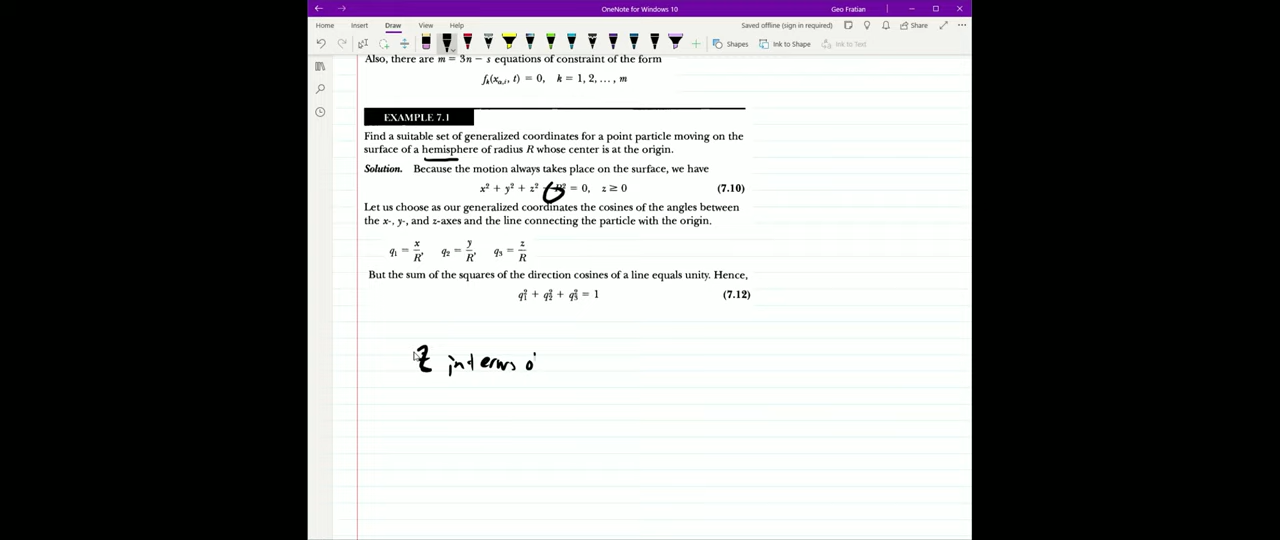 OneNote for Windows 10
Geo Fratian
Home Insert Draw View Help
Saved offline (sign in required)
Share
Shapes
Ink to Shape
Ink to Text
Also, there are m = 3n − s equations of constraint of the form
fₖ(xα,ᵢ, t) = 0, k = 1, 2, . . . , m
EXAMPLE 7.1
Find a suitable set of generalized coordinates for a point particle moving on the
surface of a hemisphere of radius R whose center is at the origin.
Solution. Because the motion always takes place on the surface, we have
x² + y² + z² − R² = 0, z ≥ 0 (7.10)
Let us choose as our generalized coordinates the cosines of the angles between
the x-, y-, and z-axes and the line connecting the particle with the origin.
q₁ = x/R, q₂ = y/R, q₃ = z/R
But the sum of the squares of the direction cosines of a line equals unity. Hence,
q₁² + q₂² + q₃² = 1 (7.12)
z in terms o